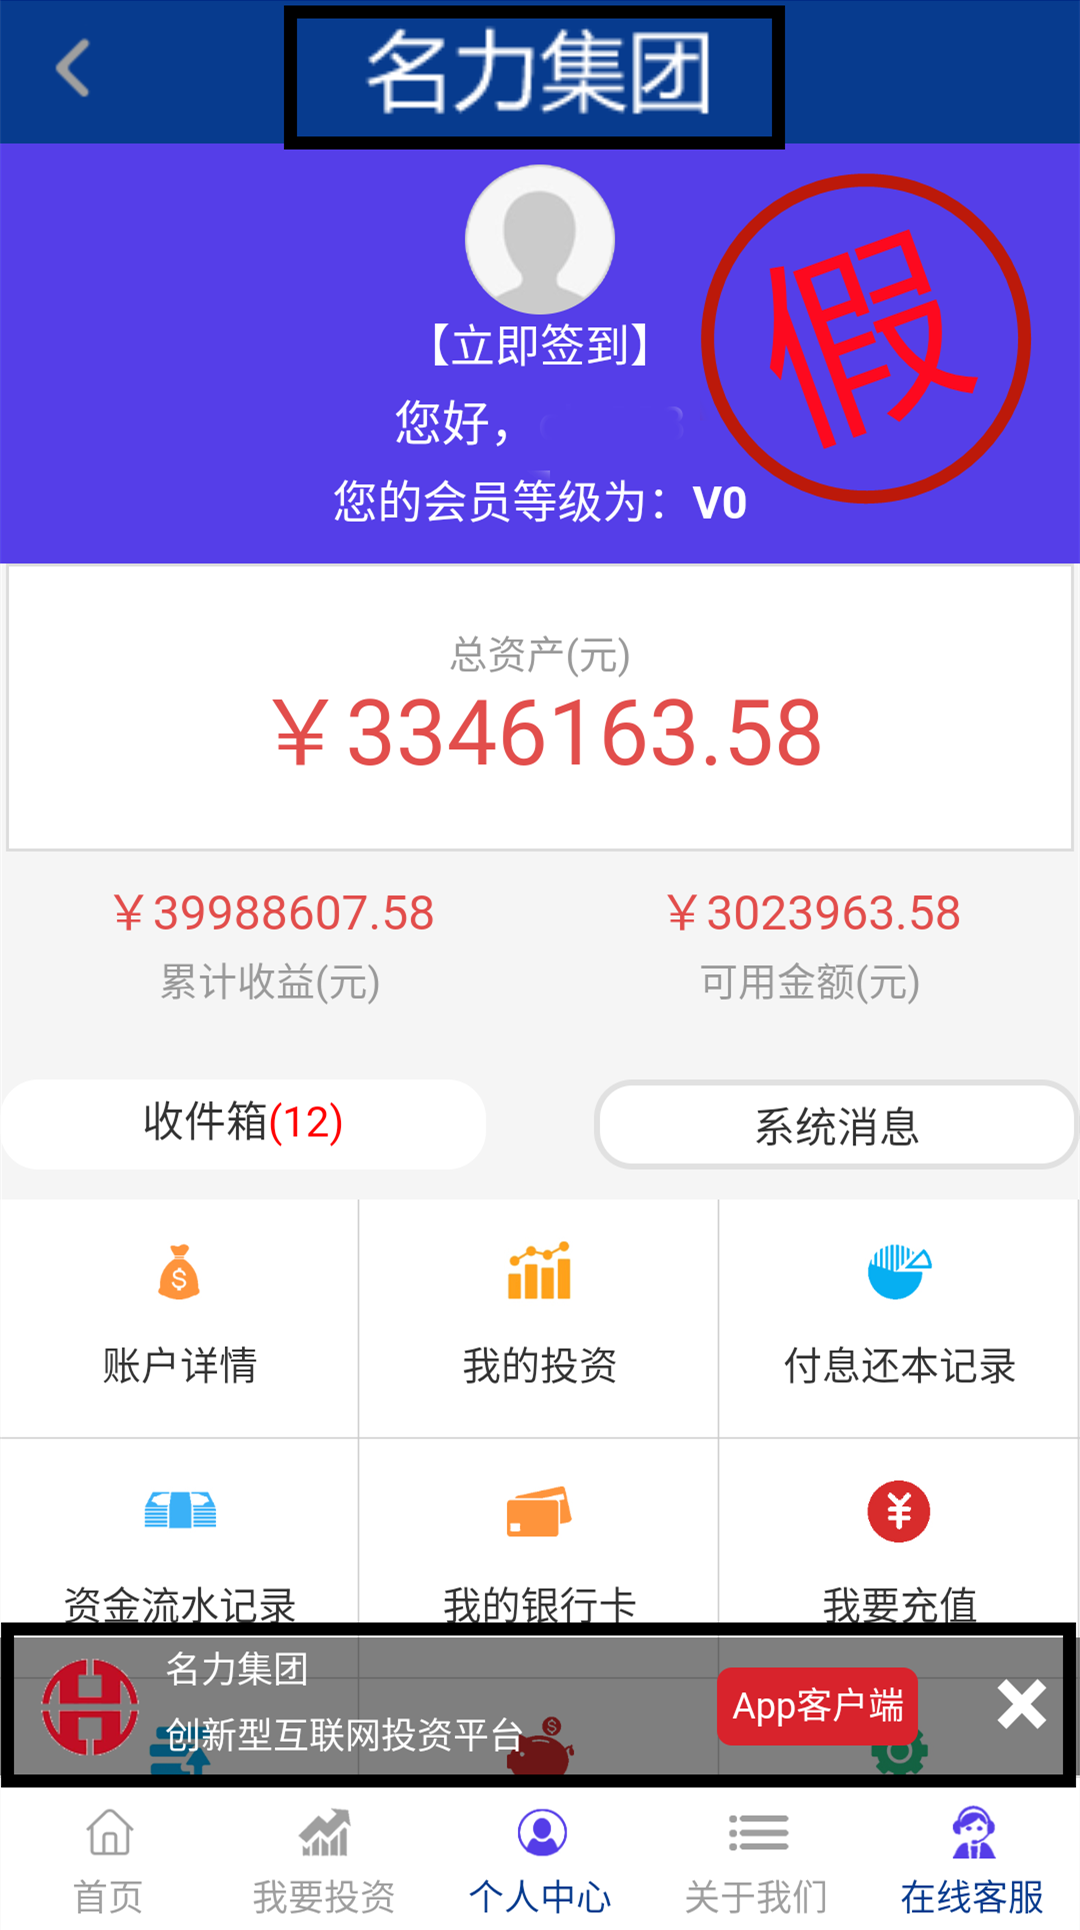 名力集团
假
【立即签到】
您好，
您的会员等级为：V0
总资产(元)
￥3346163.58
￥39988607.58
￥3023963.58
累计收益(元)
可用金额(元)
收件箱(12)
系统消息
账户详情
我的投资
付息还本记录
资金流水记录
我的银行卡
我要充值
名力集团
创新型互联网投资平台
App客户端
首页
我要投资
个人中心
关于我们
在线客服